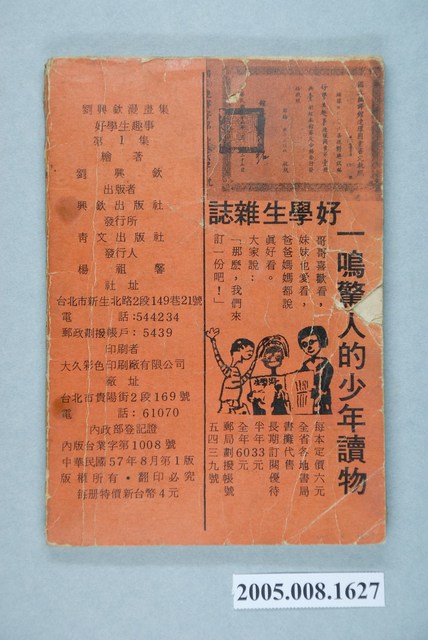 劉興欽漫畫集
好學生趣事
第1集
繪著
劉興欽
出版者
興欽出版社
發行所
青文出版社
發行人
楊祖馨
社址
台北市新生北路2段149巷21號
電話:544234
郵政劃撥帳戶:5439
印刷者
大久彩色印刷廠有限公司
廠址
台北市貴陽街2段169號
電話:61070
內政部登記證
內版台業字第1008號
中華民國57年8月第1版
版權所有・翻印必究
每册特價新台幣4元
好學生雜誌
一鳴驚人的少年讀物
哥哥喜歡看，
妹妹也愛看，
爸爸媽媽都說
真好看。
大家說：
「那麼，我們來
訂一份吧！」
好學生
每本定價六元
全省各地書局
書攤代售
長期訂閱優待
半年33元
全年60元
郵局劃撥帳號
五四三九號
2005.008.1627